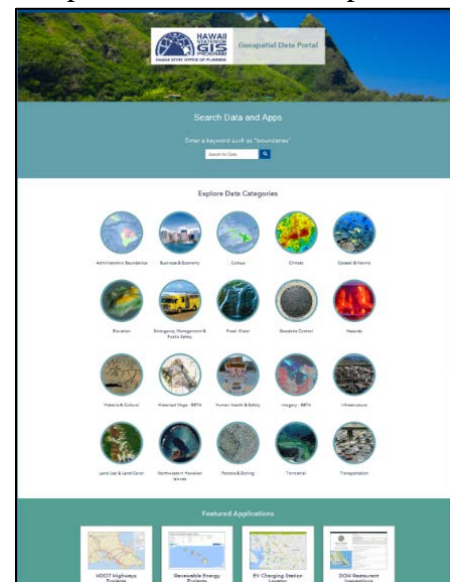 HAWAII
STATEWIDE
GIS
PROGRAM
HAWAII STATE OFFICE OF PLANNING
Geospatial Data Portal
Search Data and Apps
Enter a keyword such as "boundaries"
Search for Data
Explore Data Categories
Administrative Boundaries
Business & Economy
Census
Climate
Coastal & Marine
Elevation
Emergency Management &
Public Safety
Fresh Water
Geodetic Control
Hazards
Historic & Cultural
Historical Maps - BETA
Human Health & Safety
Imagery - BETA
Infrastructure
Land Use & Land Cover
Northwestern Hawaiian
Islands
Parcels & Zoning
Terrestrial
Transportation
Featured Applications
HDOT Highways
Projects
Renewable Energy
Projects
EV Charging Station
Locator
DOH Restaurant
Inspections